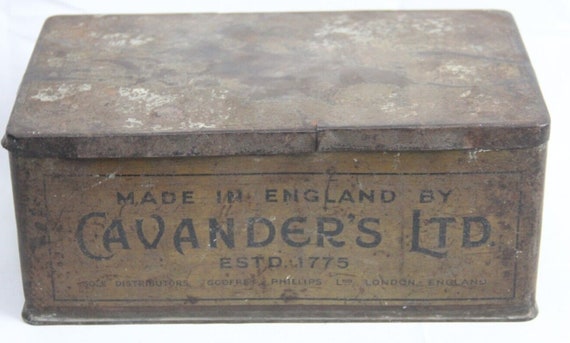 MADE IN ENGLAND BY
CAVANDER'S LTD.
ESTD. 1775
SOLE DISTRIBUTORS, GODFREY PHILLIPS LTD LONDON ENGLAND